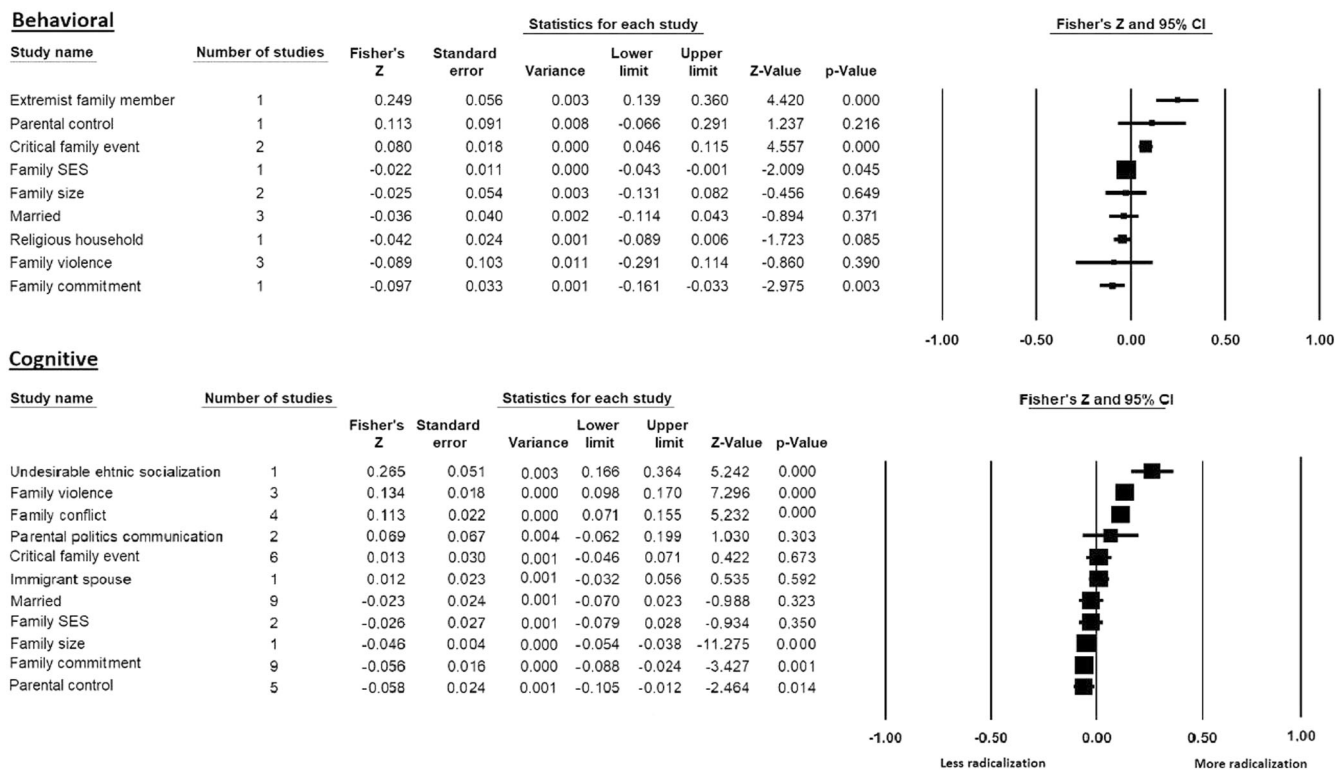 Behavioral
Statistics for each study Fisher's Z and 95% CI
Study name Number of studies Fisher's Z Standard error Variance Lower limit Upper limit Z-Value p-Value
Extremist family member 1 0.249 0.056 0.003 0.139 0.360 4.420 0.000
Parental control 1 0.113 0.091 0.008 -0.066 0.291 1.237 0.216
Critical family event 2 0.080 0.018 0.000 0.046 0.115 4.557 0.000
Family SES 1 -0.022 0.011 0.000 -0.043 -0.001 -2.009 0.045
Family size 2 -0.025 0.054 0.003 -0.131 0.082 -0.456 0.649
Married 3 -0.036 0.040 0.002 -0.114 0.043 -0.894 0.371
Religious household 1 -0.042 0.024 0.001 -0.089 0.006 -1.723 0.085
Family violence 3 -0.089 0.103 0.011 -0.291 0.114 -0.860 0.390
Family commitment 1 -0.097 0.033 0.001 -0.161 -0.033 -2.975 0.003
-1.00 -0.50 0.00 0.50 1.00
Cognitive
Study name Number of studies Statistics for each study Fisher's Z and 95% CI
Fisher's Z Standard error Variance Lower limit Upper limit Z-Value p-Value
Undesirable ehtnic socialization 1 0.265 0.051 0.003 0.166 0.364 5.242 0.000
Family violence 3 0.134 0.018 0.000 0.098 0.170 7.296 0.000
Family conflict 4 0.113 0.022 0.000 0.071 0.155 5.232 0.000
Parental politics communication 2 0.069 0.067 0.004 -0.062 0.199 1.030 0.303
Critical family event 6 0.013 0.030 0.001 -0.046 0.071 0.422 0.673
Immigrant spouse 1 0.012 0.023 0.001 -0.032 0.056 0.535 0.592
Married 9 -0.023 0.024 0.001 -0.070 0.023 -0.988 0.323
Family SES 2 -0.026 0.027 0.001 -0.079 0.028 -0.934 0.350
Family size 1 -0.046 0.004 0.000 -0.054 -0.038 -11.275 0.000
Family commitment 9 -0.056 0.016 0.000 -0.088 -0.024 -3.427 0.001
Parental control 5 -0.058 0.024 0.001 -0.105 -0.012 -2.464 0.014
-1.00 -0.50 0.00 0.50 1.00
Less radicalization More radicalization